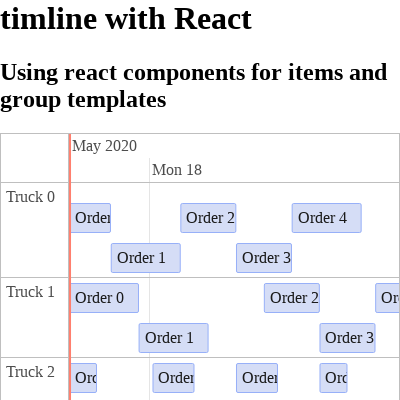 timline with React
Using react components for items and
group templates
May 2020
Mon 18
Truck 0
Order
Order 2
Order 4
Order 1
Order 3
Truck 1
Order 0
Order 2
Or
Order 1
Order 3
Truck 2
Ord
Order
Order
Ord